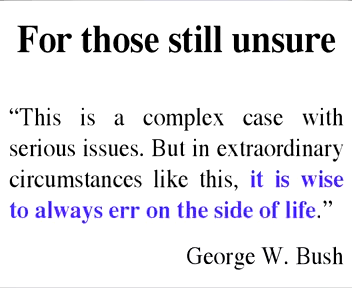 For those still unsure
“This is a complex case with
serious issues. But in extraordinary
circumstances like this, it is wise
to always err on the side of life.”
George W. Bush